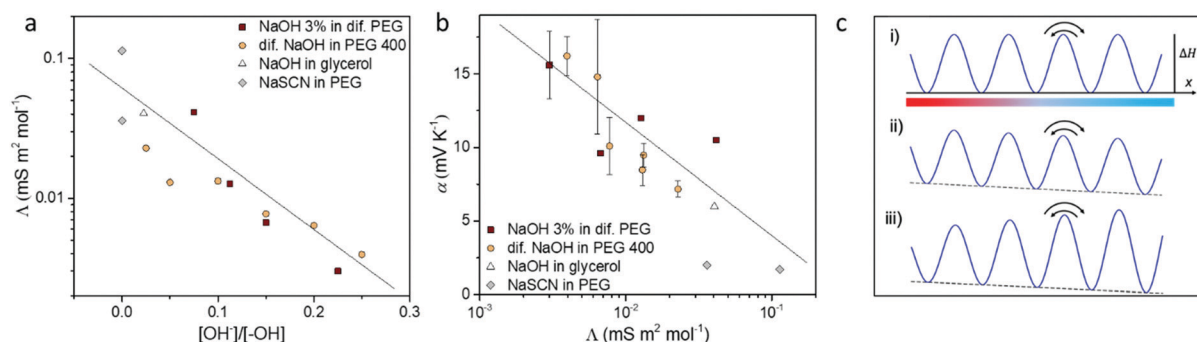 a
NaOH 3% in dif. PEG
dif. NaOH in PEG 400
NaOH in glycerol
NaSCN in PEG
0.1
0.01
Λ (mS m² mol⁻¹)
0.0 0.1 0.2 0.3
[OH⁻]/[-OH]
b
15
10
5
0
α (mV K⁻¹)
NaOH 3% in dif. PEG
dif. NaOH in PEG 400
NaOH in glycerol
NaSCN in PEG
10⁻³ 10⁻² 10⁻¹
Λ (mS m² mol⁻¹)
c
i)
ΔH
x
ii)
iii)